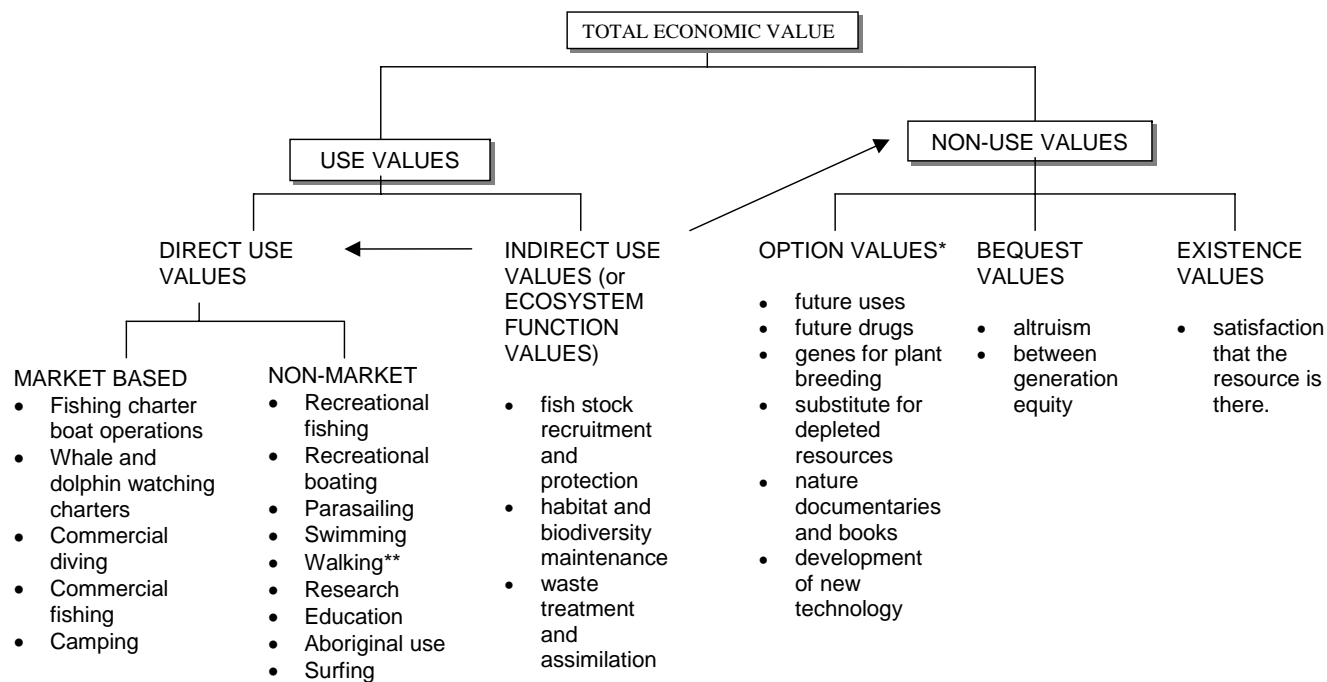 TOTAL ECONOMIC VALUE
USE VALUES
NON-USE VALUES
DIRECT USE
VALUES
INDIRECT USE
VALUES (or
ECOSYSTEM
FUNCTION
VALUES)
OPTION VALUES*
BEQUEST
VALUES
EXISTENCE
VALUES
MARKET BASED
• Fishing charter
boat operations
• Whale and
dolphin watching
charters
• Commercial
diving
• Commercial
fishing
• Camping
NON-MARKET
• Recreational
fishing
• Recreational
boating
• Parasailing
• Swimming
• Walking**
• Research
• Education
• Aboriginal use
• Surfing
• fish stock
recruitment
and
protection
• habitat and
biodiversity
maintenance
• waste
treatment
and
assimilation
• future uses
• future drugs
• genes for plant
breeding
• substitute for
depleted
resources
• nature
documentaries
and books
• development
of new
technology
• altruism
• between
generation
equity
• satisfaction
that the
resource is
there.